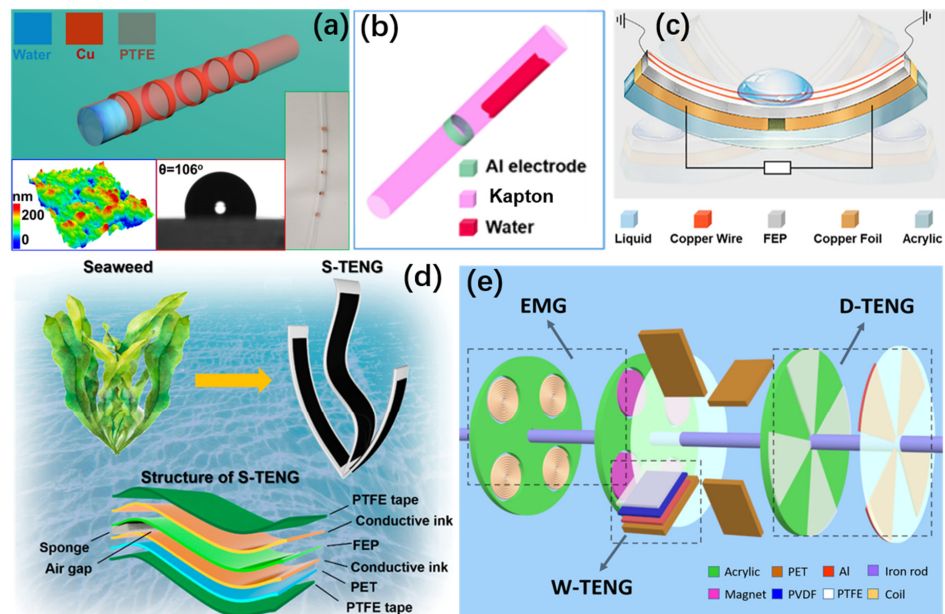 (a)
Water Cu PTFE
nm
200
0
θ=106°
(b)
Al electrode
Kapton
Water
(c)
Liquid Copper Wire FEP Copper Foil Acrylic
(d)
Seaweed S-TENG
Structure of S-TENG
PTFE tape
Conductive ink
Sponge
FEP
Air gap
Conductive ink
PET
PTFE tape
(e)
EMG D-TENG
W-TENG
Acrylic PET Al Iron rod
Magnet PVDF PTFE Coil